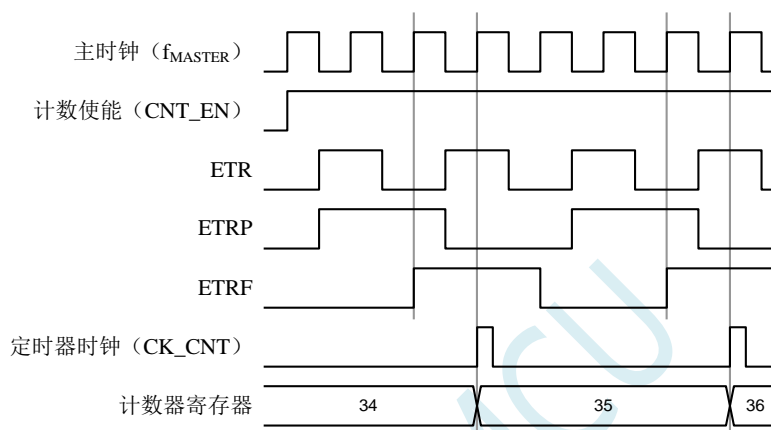 主时钟（fMASTER）
计数使能（CNT_EN）
ETR
ETRP
ETRF
定时器时钟（CK_CNT）
计数器寄存器 34 35 36
MCU